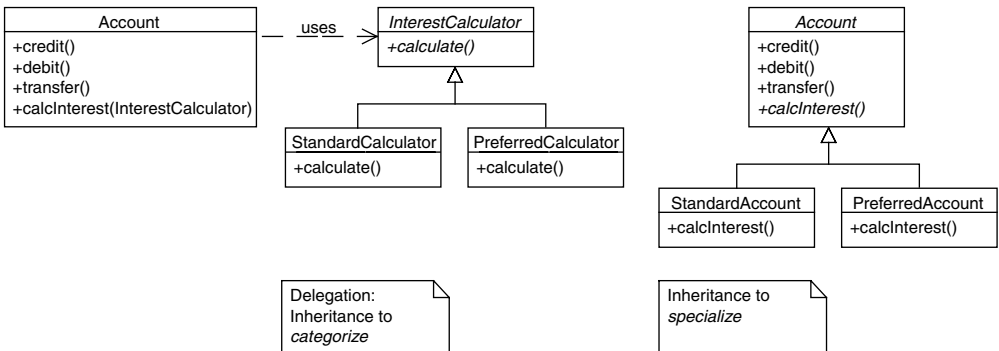 Account
+credit()
+debit()
+transfer()
+calcInterest(InterestCalculator)
uses
InterestCalculator
+calculate()
StandardCalculator
+calculate()
PreferredCalculator
+calculate()
Account
+credit()
+debit()
+transfer()
+calcInterest()
StandardAccount
+calcInterest()
PreferredAccount
+calcInterest()
Delegation:
Inheritance to
categorize
Inheritance to
specialize